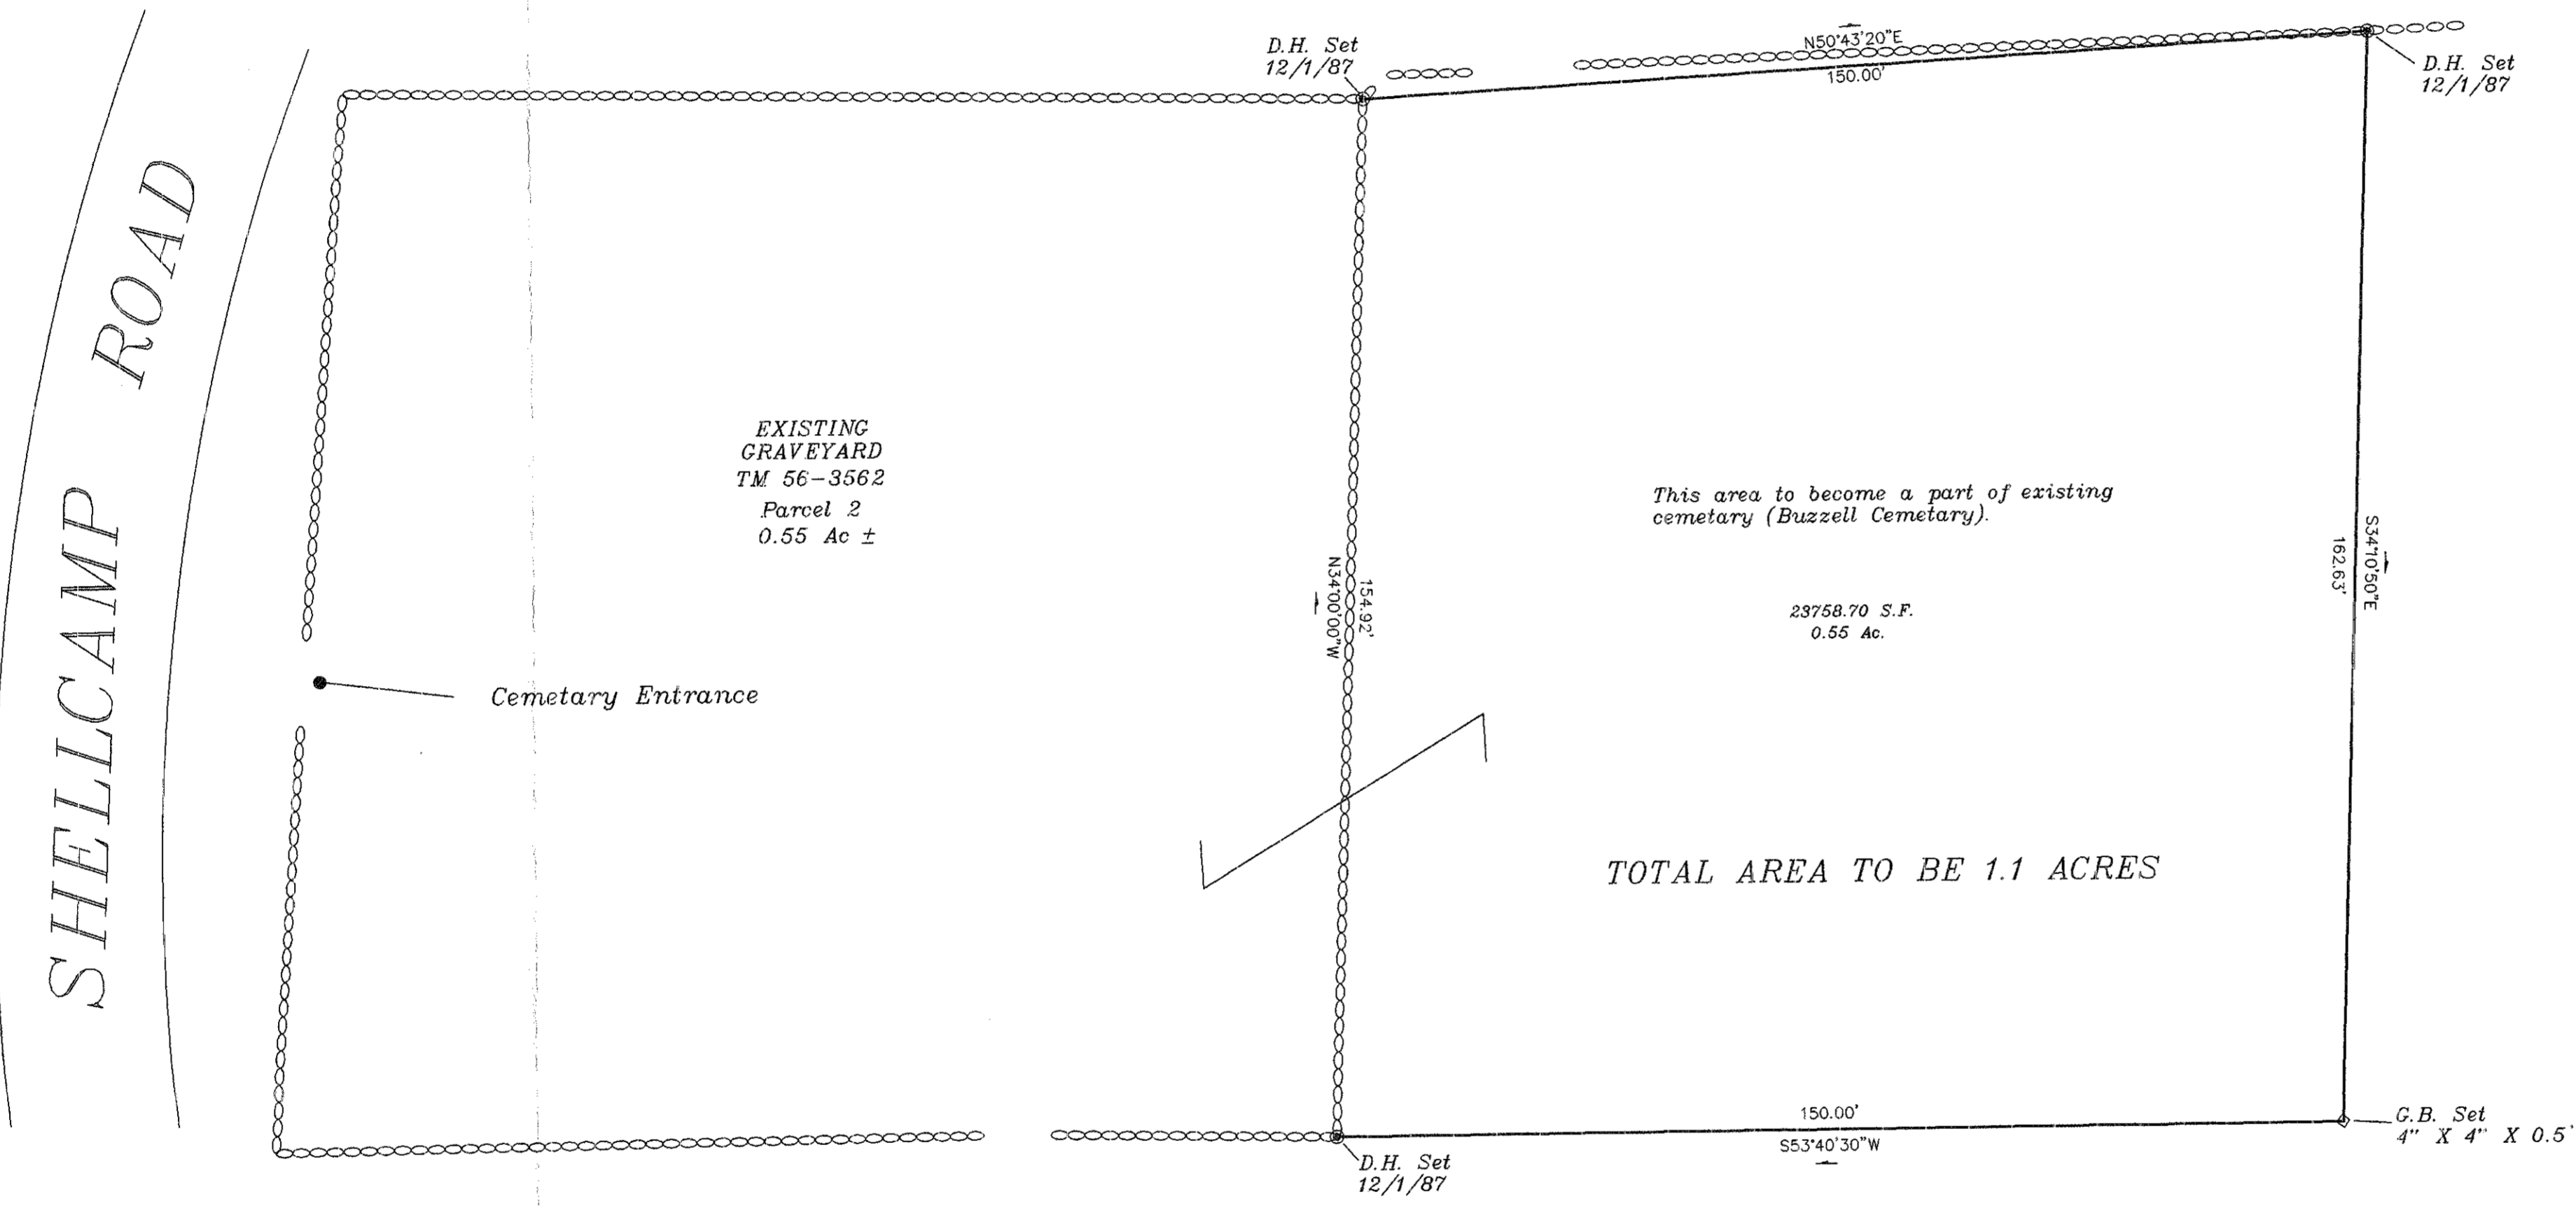 SHELLCAMP ROAD
D.H. Set
12/1/87
N50°43'20"E
150.00'
D.H. Set
12/1/87
EXISTING
GRAVEYARD
TM 56-3562
Parcel 2
0.55 Ac ±
Cemetary Entrance
N34°00'00"W
154.92'
This area to become a part of existing
cemetary (Buzzell Cemetary).
23758.70 S.F.
0.55 Ac.
S34°10'50"E
162.63'
TOTAL AREA TO BE 1.1 ACRES
150.00'
S53°40'30"W
D.H. Set
12/1/87
G.B. Set
4" X 4" X 0.5'